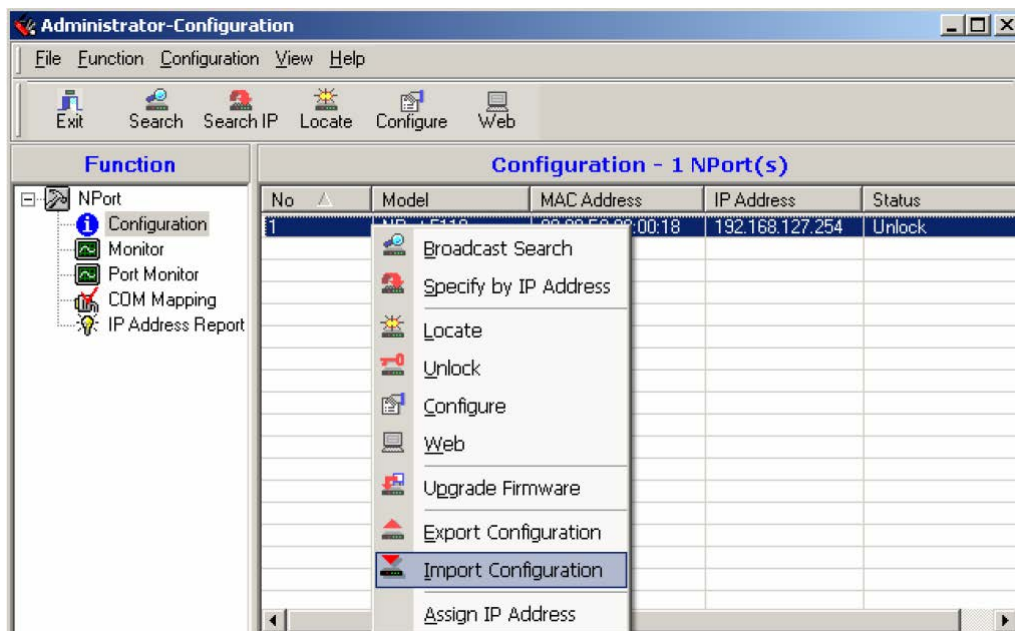 Administrator-Configuration
File Function Configuration View Help
Exit Search Search IP Locate Configure Web
Function
Configuration - 1 NPort(s)
NPort
Configuration
Monitor
Port Monitor
COM Mapping
IP Address Report
No Model MAC Address IP Address Status
1 :00:18 192.168.127.254 Unlock
Broadcast Search
Specify by IP Address
Locate
Unlock
Configure
Web
Upgrade Firmware
Export Configuration
Import Configuration
Assign IP Address